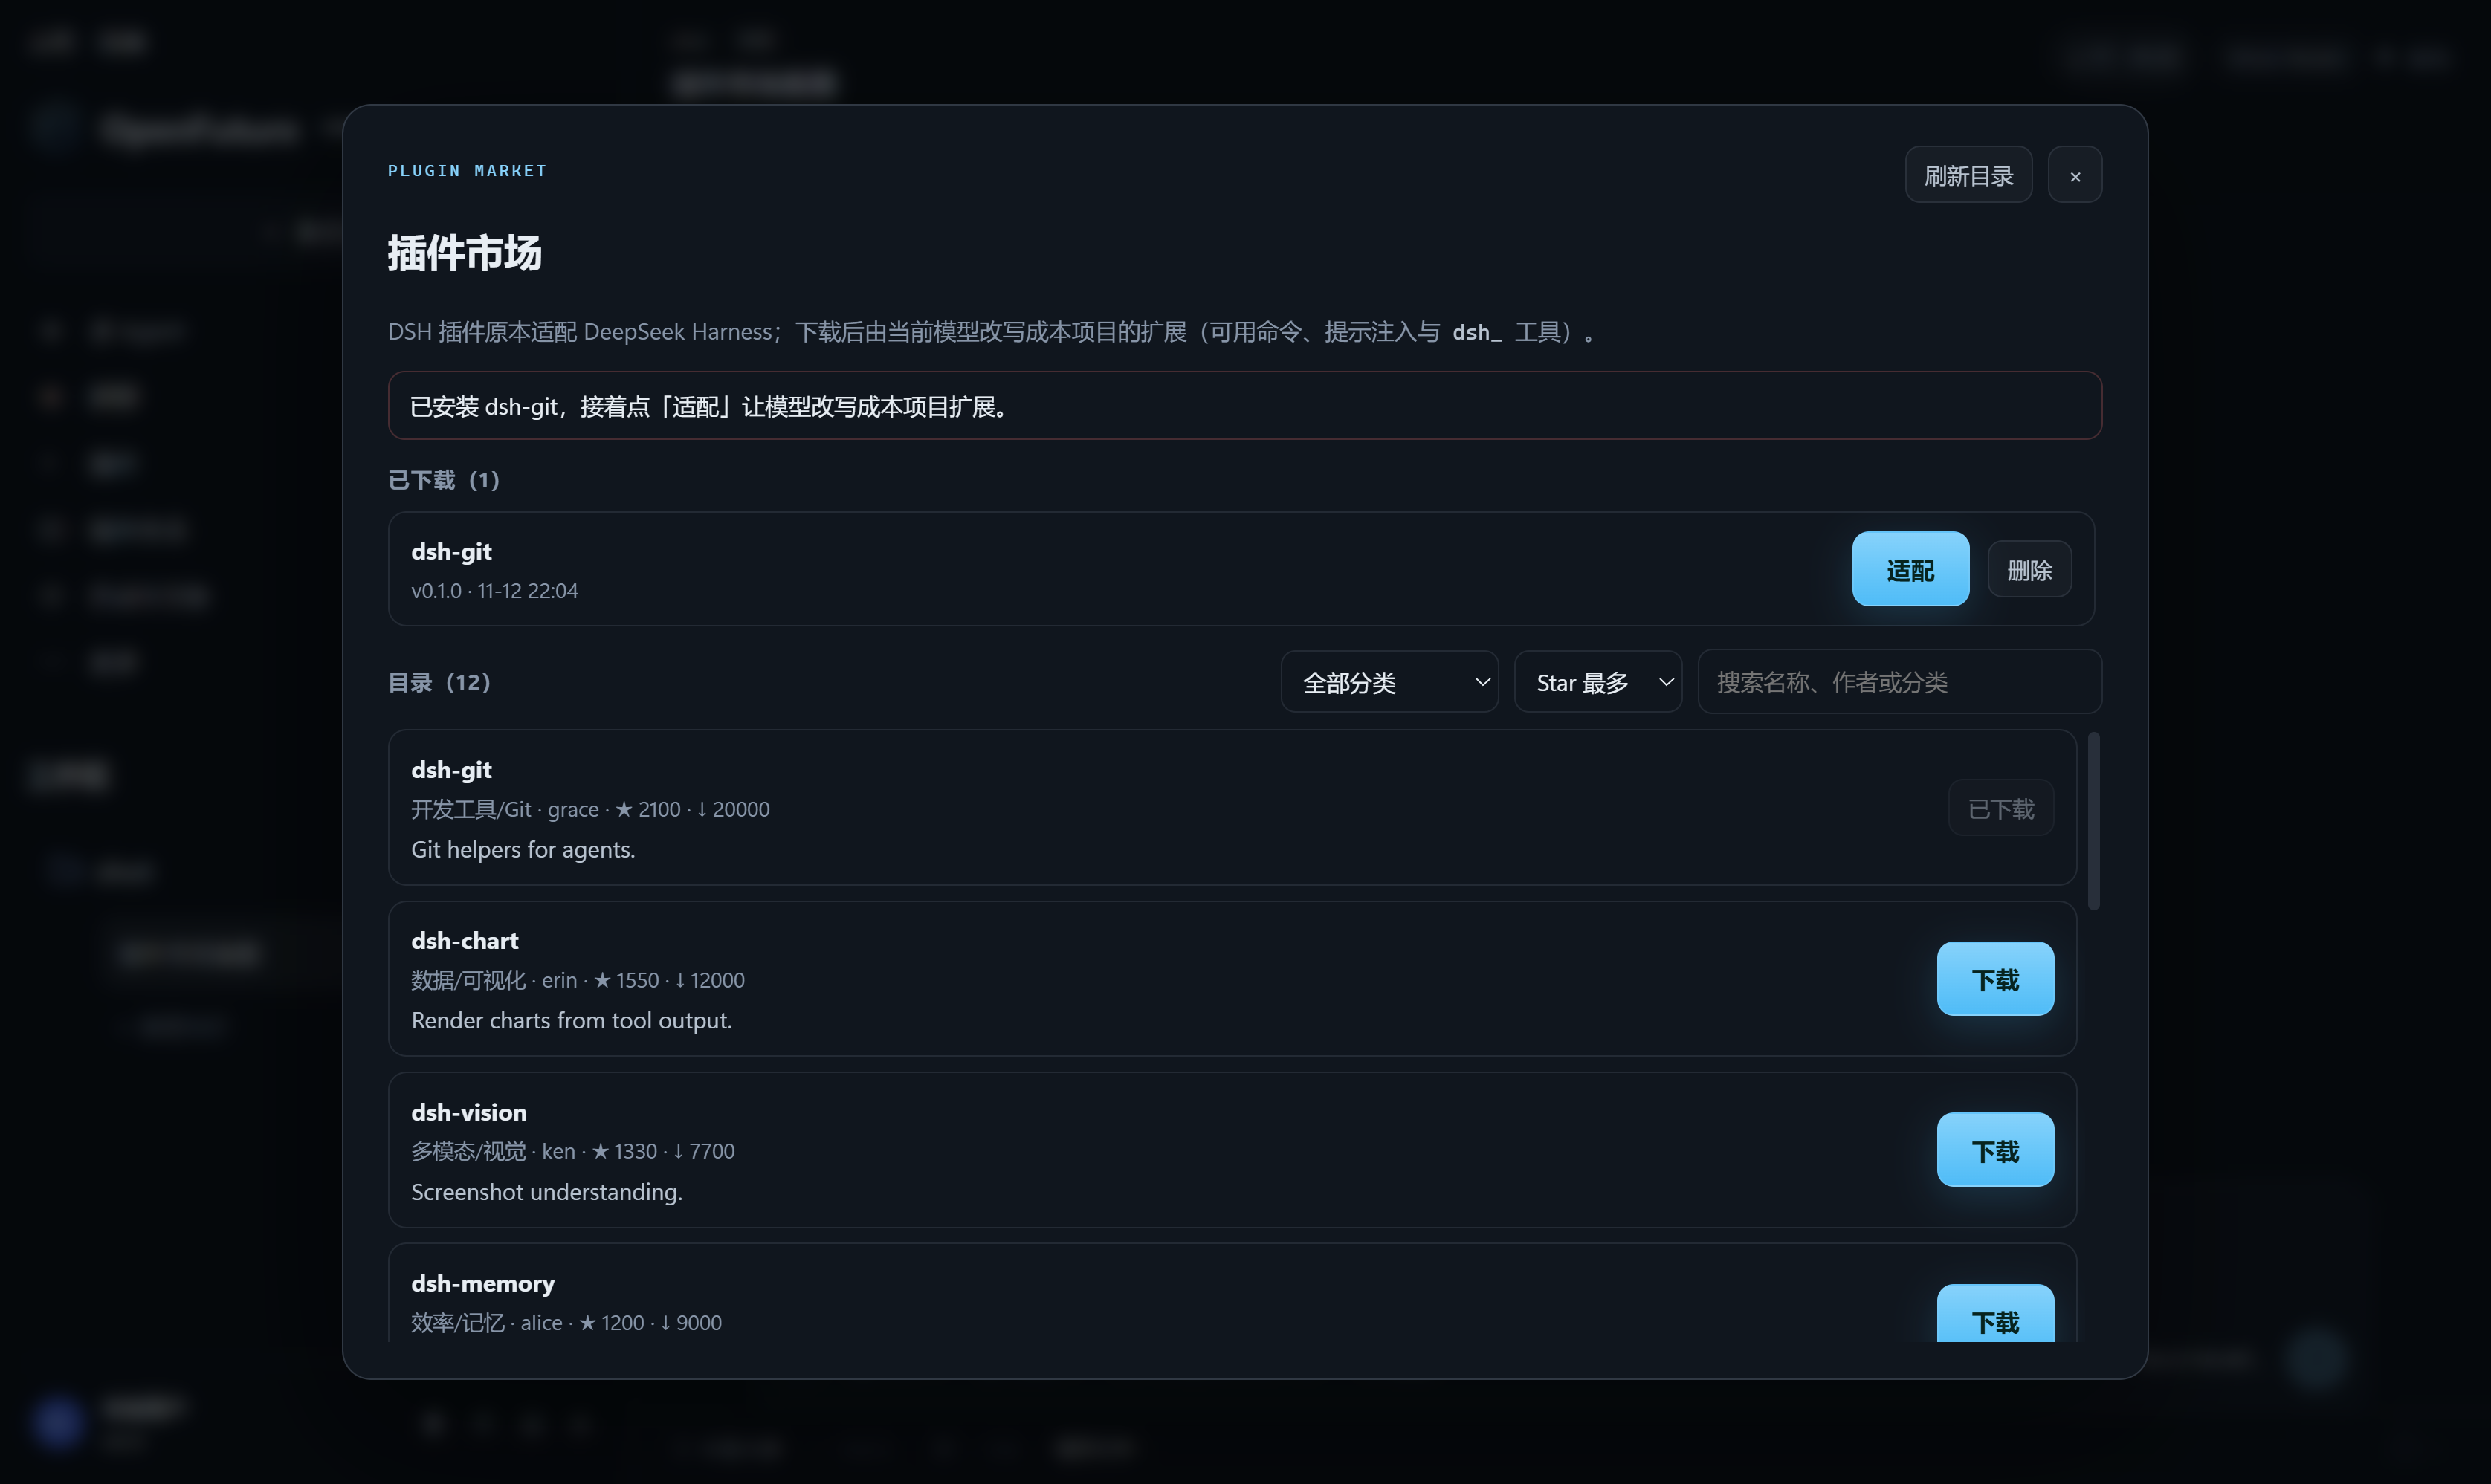 PLUGIN MARKET
刷新目录 ×
插件市场
DSH 插件原本适配 DeepSeek Harness；下载后由当前模型改写成本项目的扩展（可用命令、提示注入与 dsh_ 工具）。
已安装 dsh-git，接着点「适配」让模型改写成本项目扩展。
已下载（1）
dsh-git
v0.1.0 · 11-12 22:04
适配 删除
目录（12）
全部分类 Star 最多 搜索名称、作者或分类
dsh-git
开发工具/Git · grace · ★ 2100 · ↓ 20000
Git helpers for agents.
已下载
dsh-chart
数据/可视化 · erin · ★ 1550 · ↓ 12000
Render charts from tool output.
下载
dsh-vision
多模态/视觉 · ken · ★ 1330 · ↓ 7700
Screenshot understanding.
下载
dsh-memory
效率/记忆 · alice · ★ 1200 · ↓ 9000
下载
OpenFuture